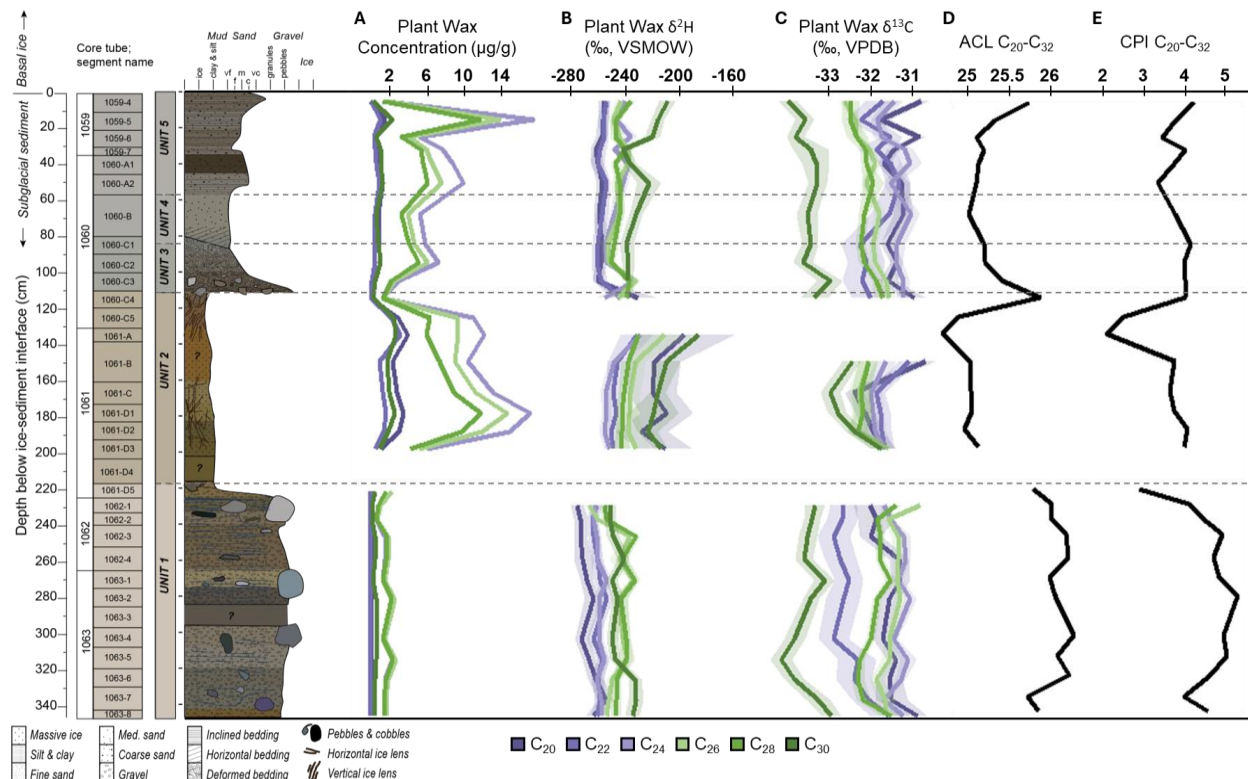 A
Plant Wax
Concentration (µg/g)
B
Plant Wax δ²H
(‰, VSMOW)
C
Plant Wax δ¹³C
(‰, VPDB)
D
ACL C₂₀-C₃₂
E
CPI C₂₀-C₃₂
2 6 10 14
-280 -240 -200 -160
-33 -32 -31
25 25.5 26
2 3 4 5
Basal ice →
← Subglacial sediment
Depth below ice-sediment interface (cm)
Core tube;
segment name
Mud Sand Gravel
Ice
ice
clay & silt
vf
f
m
c
vc
granules
pebbles
0
20
40
60
80
100
120
140
160
180
200
220
240
260
280
300
320
340
1059
1060
1061
1062
1063
1059-4
1059-5
1059-6
1059-7
1060-A1
1060-A2
1060-B
1060-C1
1060-C2
1060-C3
1060-C4
1060-C5
1061-A
1061-B
1061-C
1061-D1
1061-D2
1061-D3
1061-D4
1061-D5
1062-1
1062-2
1062-3
1062-4
1063-1
1063-2
1063-3
1063-4
1063-5
1063-6
1063-7
1063-8
UNIT 5
UNIT 4
UNIT 3
UNIT 2
UNIT 1
?
?
?
Massive ice
Silt & clay
Fine sand
Med. sand
Coarse sand
Gravel
Inclined bedding
Horizontal bedding
Deformed bedding
Pebbles & cobbles
Horizontal ice lens
Vertical ice lens
C₂₀ C₂₂ C₂₄ C₂₆ C₂₈ C₃₀